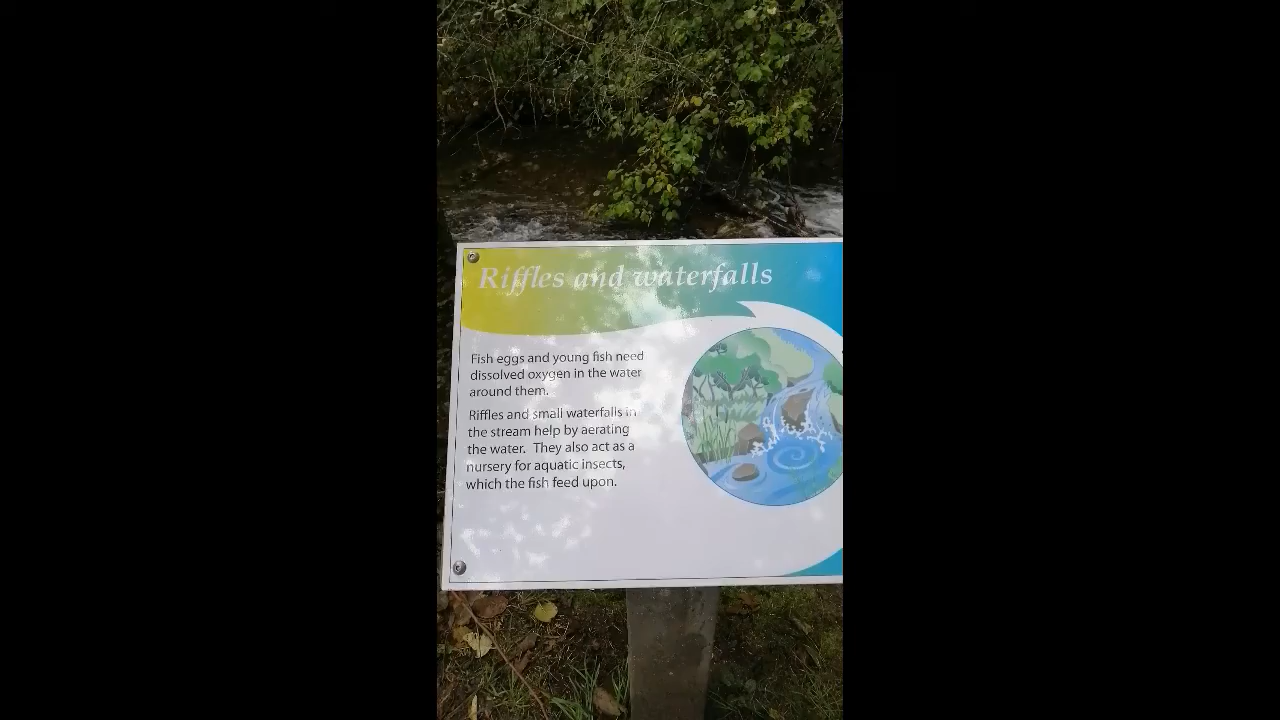 Riffles and waterfalls
Fish eggs and young fish need
dissolved oxygen in the water
around them.
Riffles and small waterfalls in
the stream help by aerating
the water. They also act as a
nursery for aquatic insects,
which the fish feed upon.